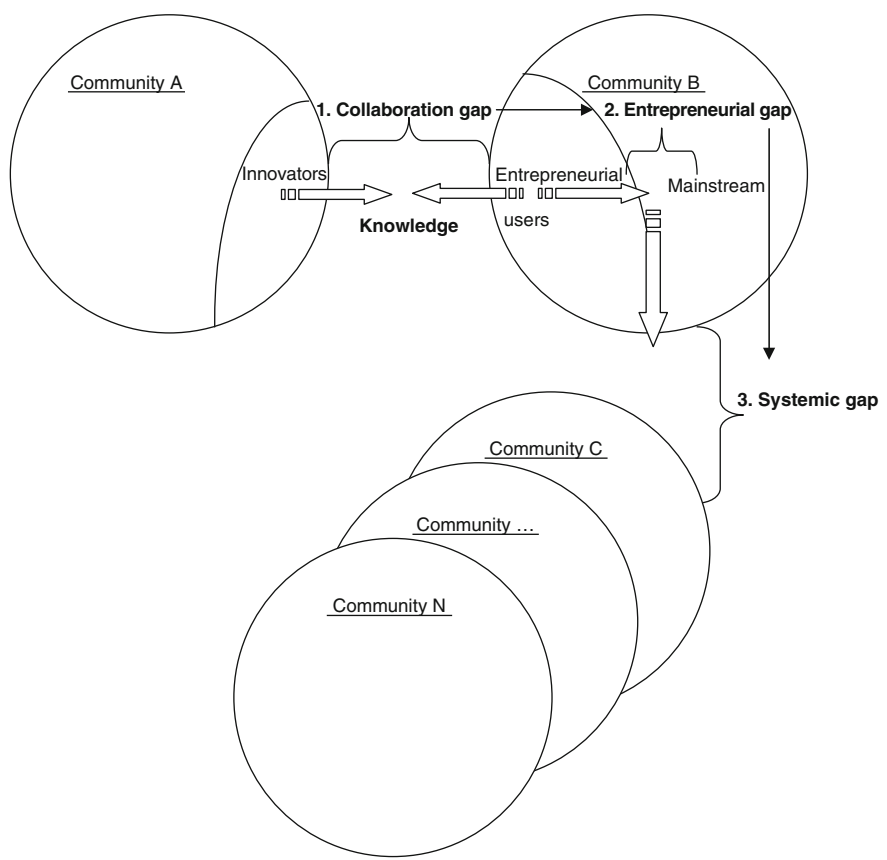 Community A
Community B
1. Collaboration gap
2. Entrepreneurial gap
Innovators
Entrepreneurial
Mainstream
users
Knowledge
3. Systemic gap
Community C
Community ...
Community N